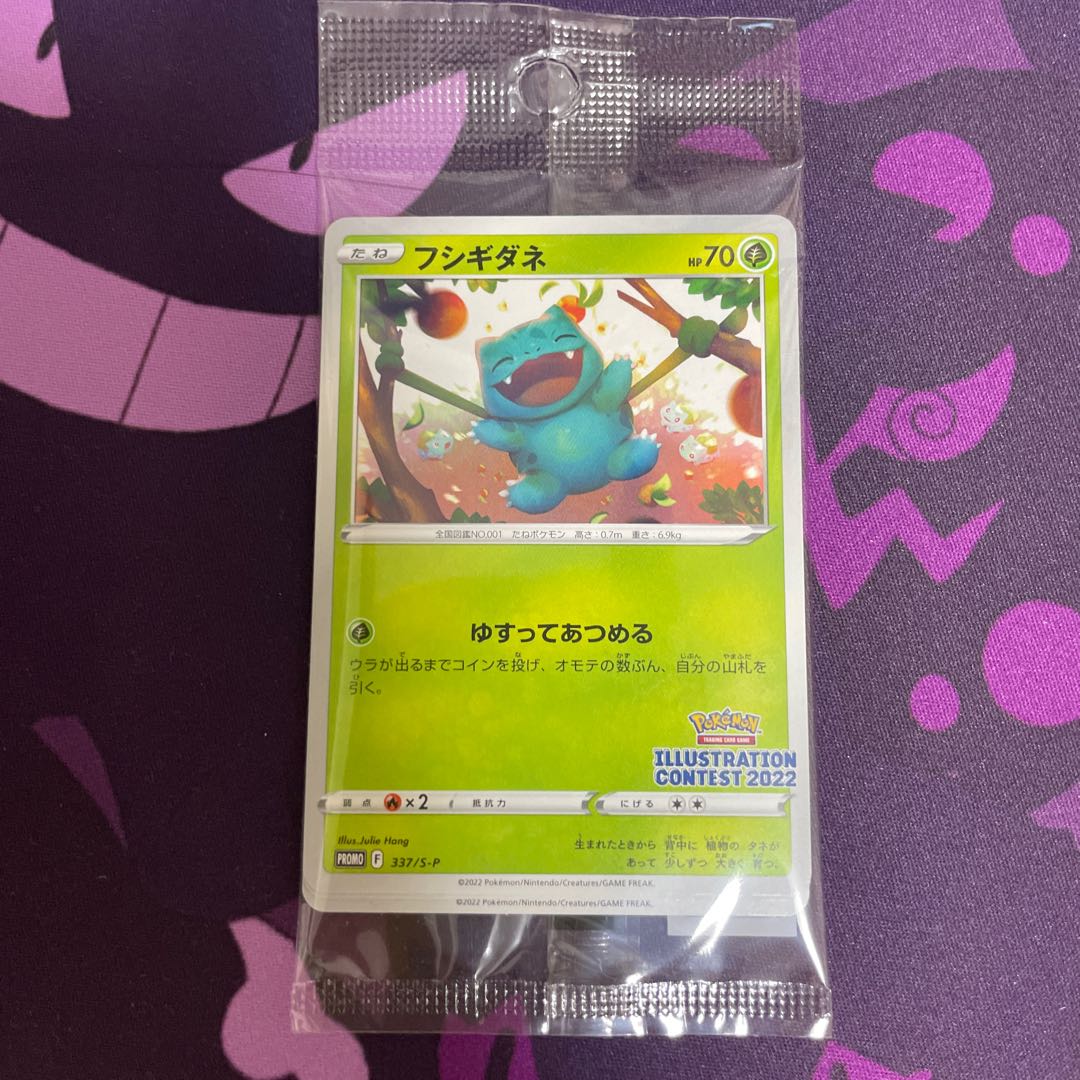 たね フシギダネ HP70
全国図鑑NO.001 たねポケモン 高さ:0.7m 重さ:6.9kg
ゆすってあつめる
ウラが出るまでコインを投げ、オモテの数ぶん、自分の山札を
引く。
Pokémon
TRADING CARD GAME
ILLUSTRATION
CONTEST 2022
弱点 ×2 抵抗力 にげる
Illus.Julie Hang
PROMO F 337/S-P
生まれたときから 背中に 植物の タネが
あって 少しずつ 大きく 育つ。
©2022 Pokémon/Nintendo/Creatures/GAME FREAK.
©2022 Pokémon/Nintendo/Creatures/GAME FREAK.